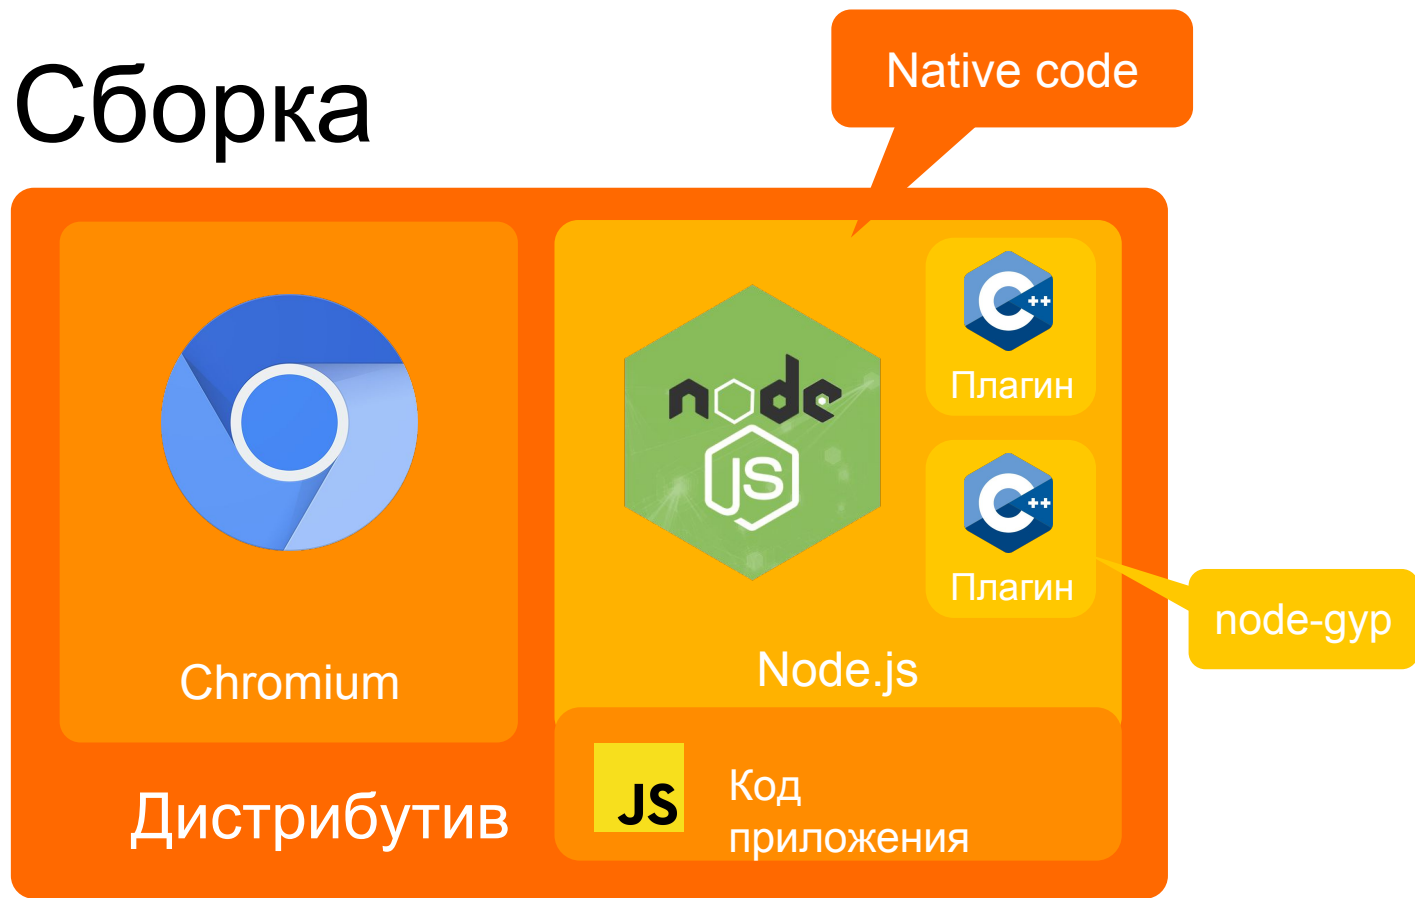 Сборка
Native code
Chromium
node
JS
C++
Плагин
C++
Плагин
Node.js
node-gyp
Дистрибутив
JS
Код
приложения